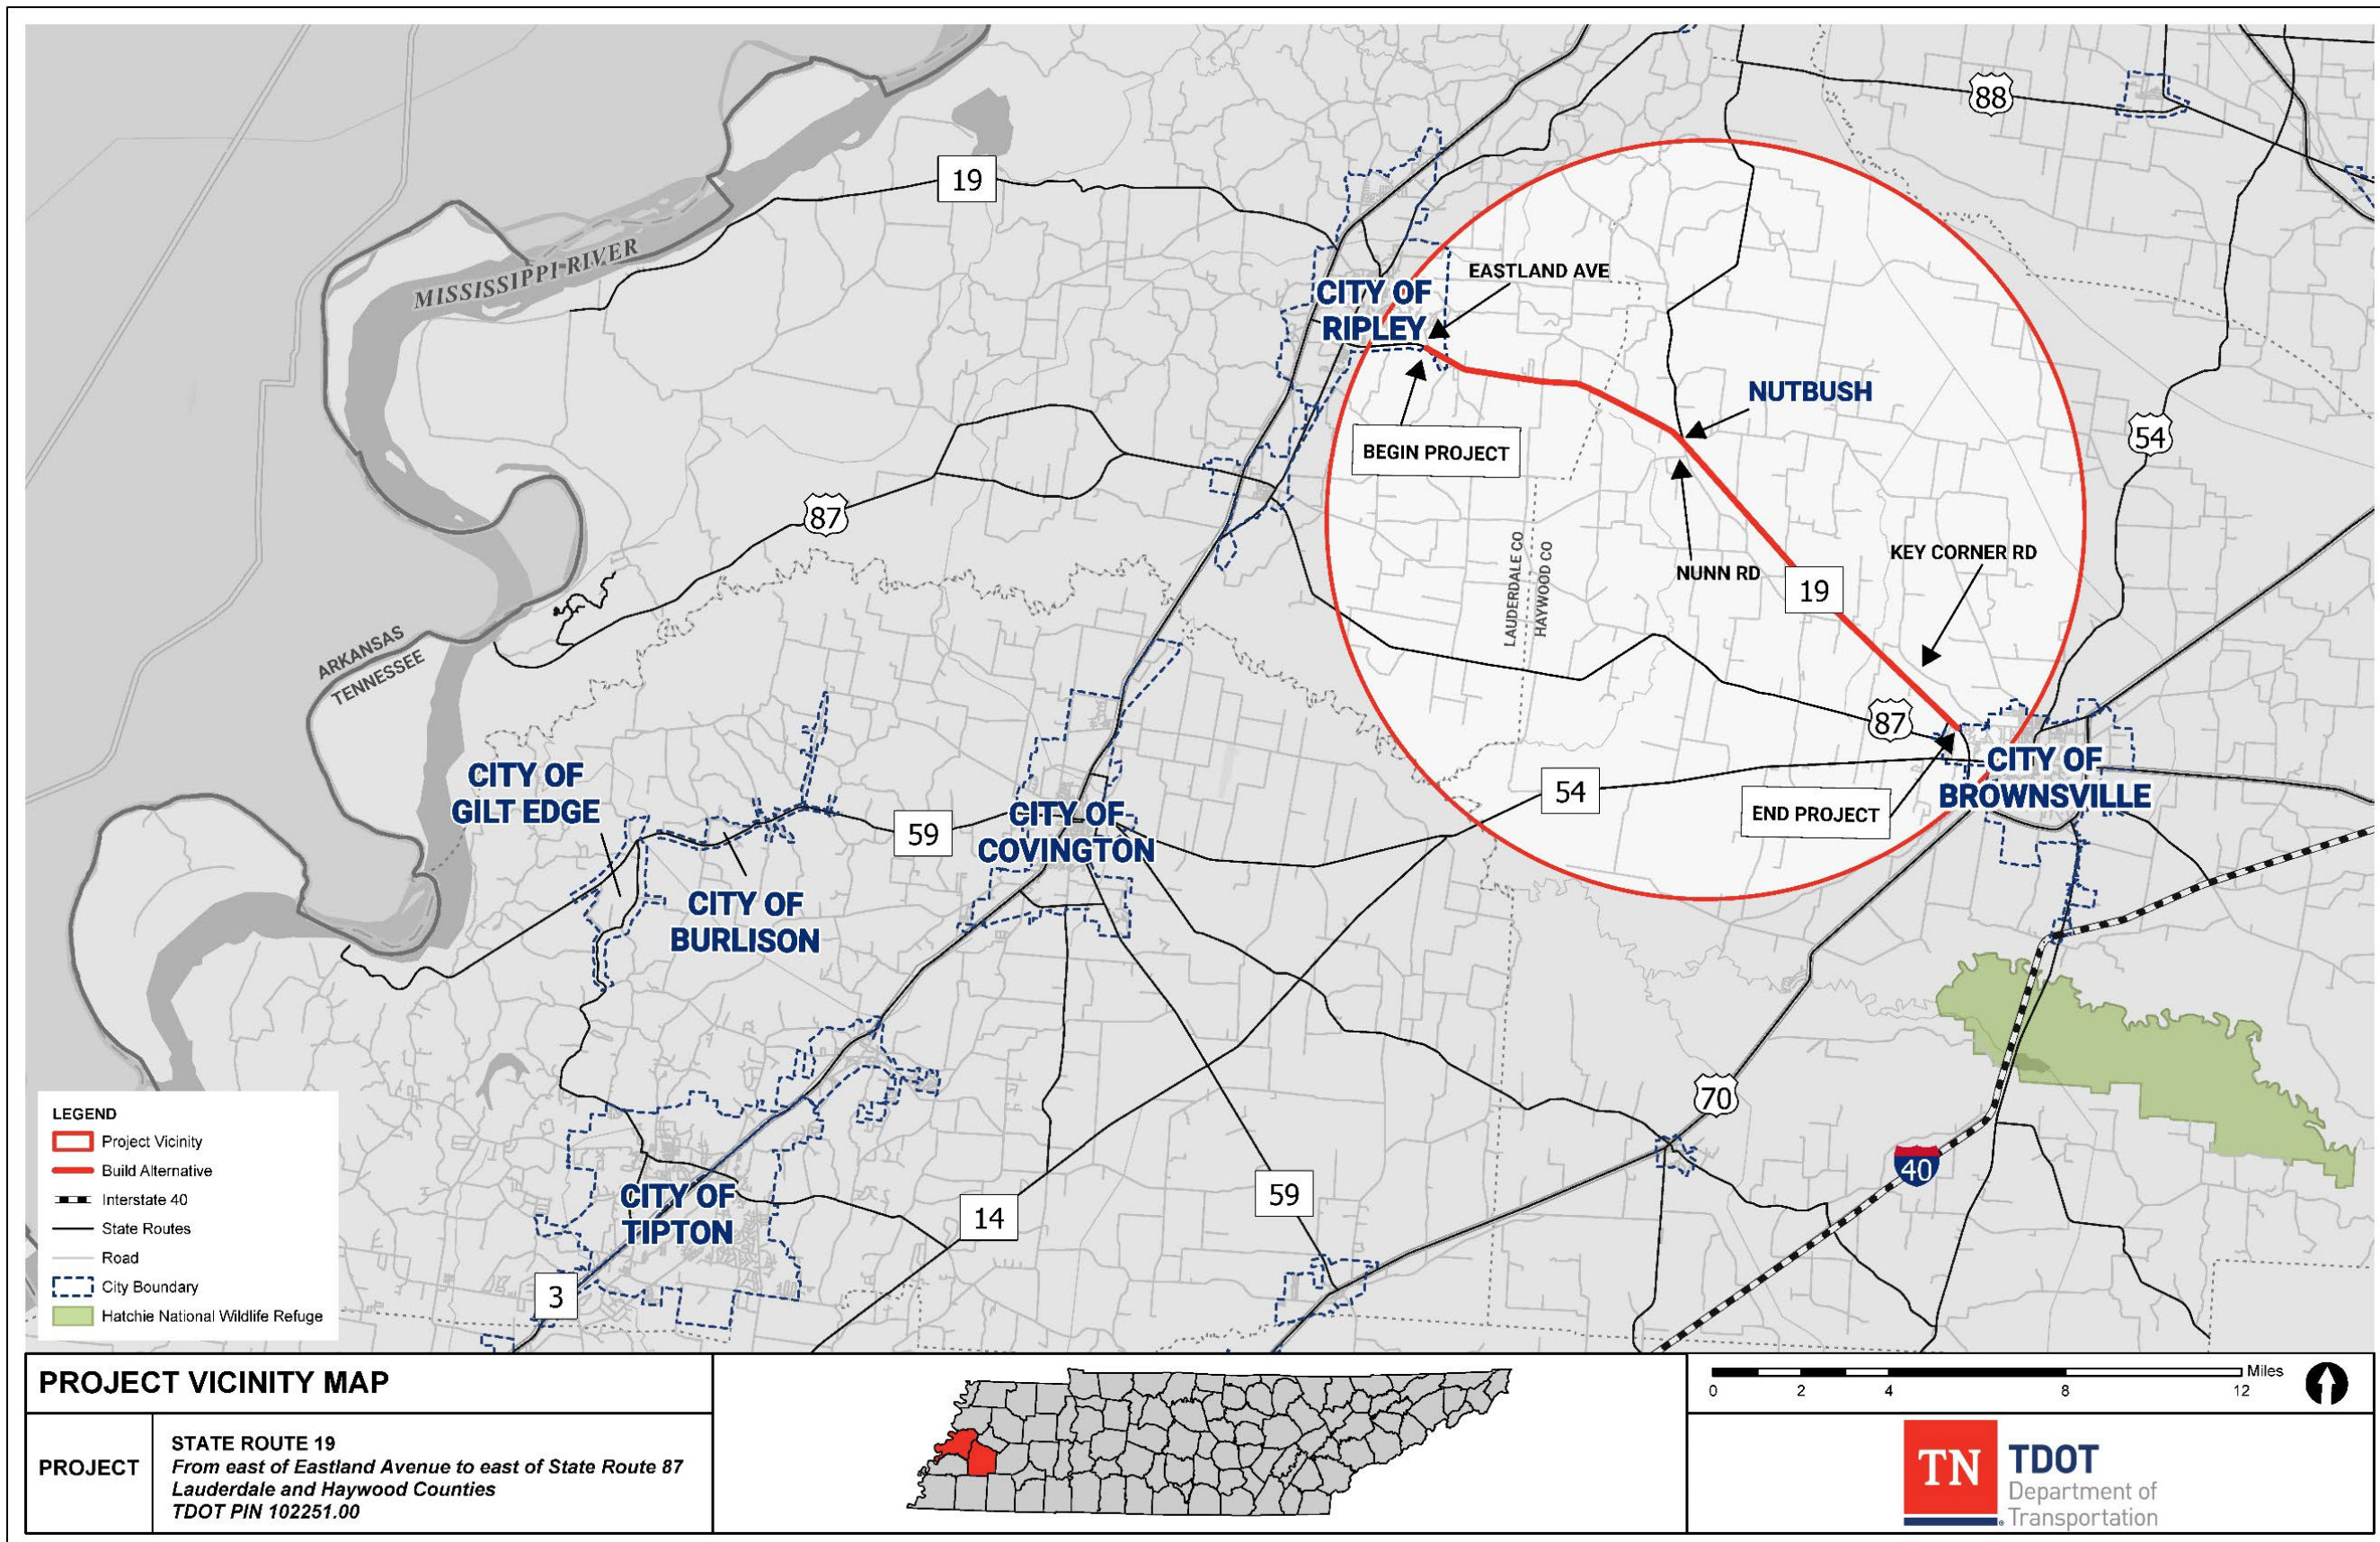 88
19
MISSISSIPPI RIVER
EASTLAND AVE
CITY OF
RIPLEY
NUTBUSH
BEGIN PROJECT
54
87
LAUDERDALE CO
HAYWOOD CO
NUNN RD
KEY CORNER RD
19
ARKANSAS
TENNESSEE
87
CITY OF
GILT EDGE
CITY OF
BROWNSVILLE
54
END PROJECT
59
CITY OF
COVINGTON
CITY OF
BURLISON
70
40
CITY OF
TIPTON
14
59
3
LEGEND
Project Vicinity
Build Alternative
Interstate 40
State Routes
Road
City Boundary
Hatchie National Wildlife Refuge
PROJECT VICINITY MAP
PROJECT
STATE ROUTE 19
From east of Eastland Avenue to east of State Route 87
Lauderdale and Haywood Counties
TDOT PIN 102251.00
Miles
0 2 4 8 12
TN
TDOT
Department of
Transportation